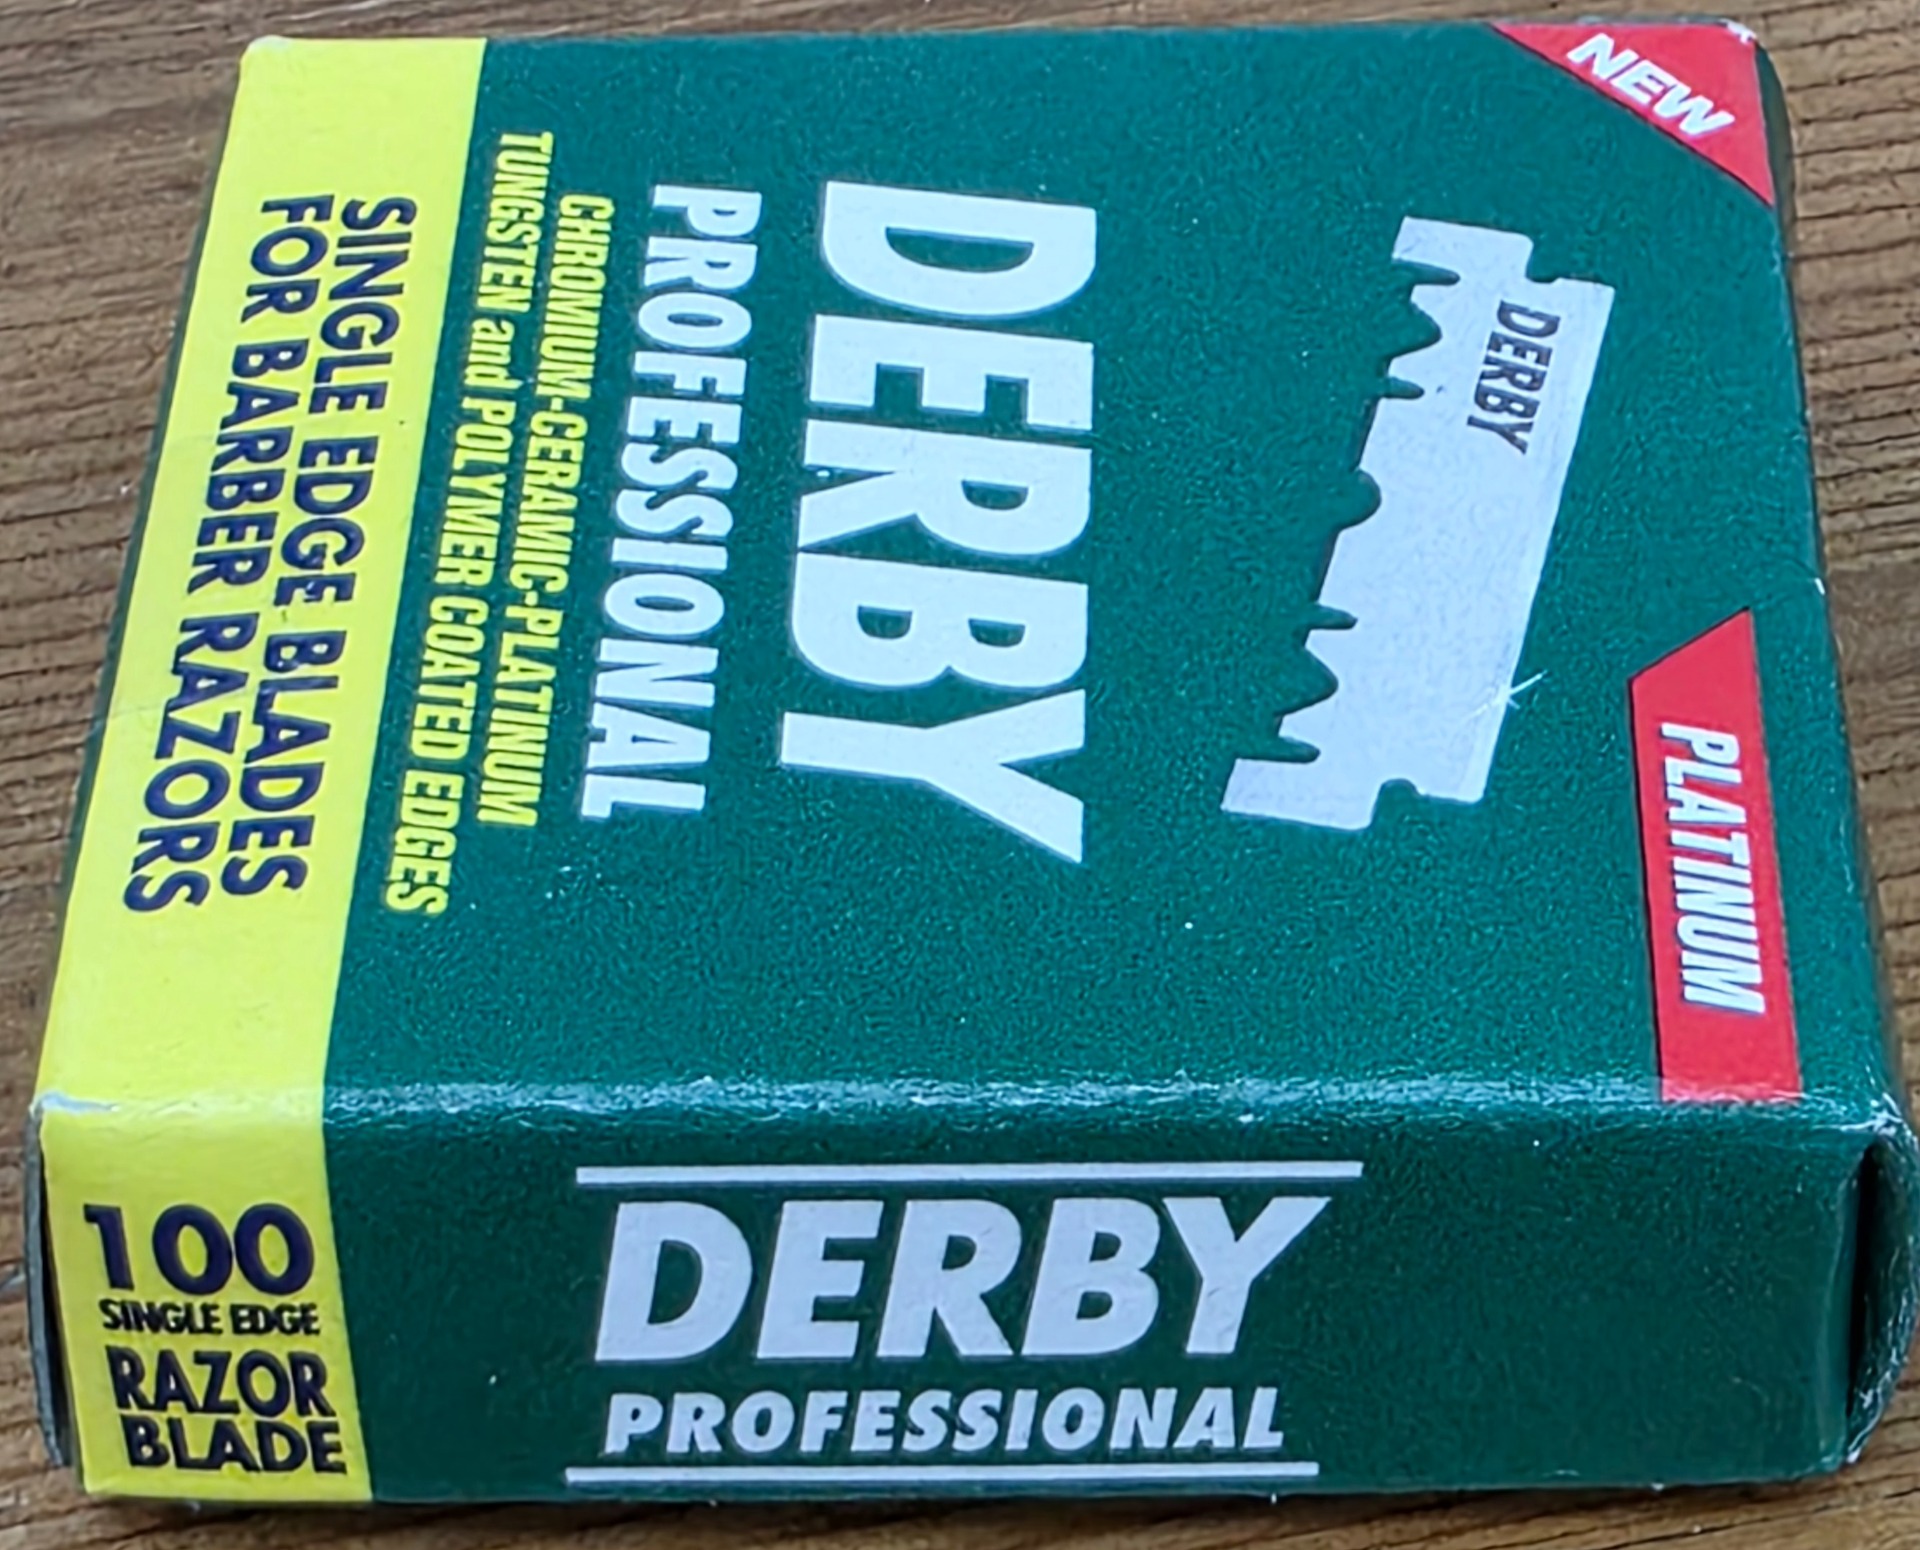 NEW
PLATINUM
DERBY
DERBY
PROFESSIONAL
CHROMIUM-CERAMIC-PLATINUM
TUNGSTEN and POLYMER COATED EDGES
SINGLE EDGE BLADES
FOR BARBER RAZORS
100
SINGLE EDGE
RAZOR
BLADE
DERBY
PROFESSIONAL